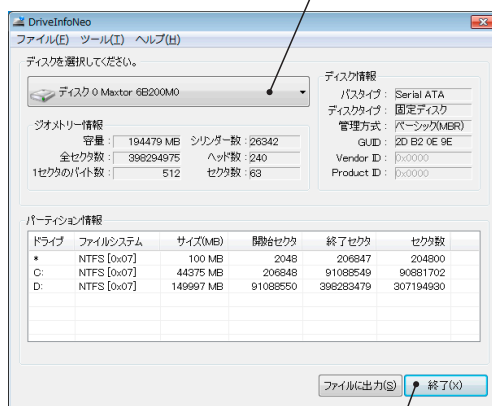 DriveInfoNeo
ファイル(F) ツール(T) ヘルプ(H)
ディスクを選択してください。
ディスク 0 Maxtor 6B200M0
ジオメトリー情報
容量: 194479 MB シリンダー数: 26342
全セクタ数: 398294975 ヘッド数: 240
1セクタのバイト数: 512 セクタ数: 63
ディスク情報
バスタイプ: Serial ATA
ディスクタイプ: 固定ディスク
管理方式: ベーシック(MBR)
GUID: 2D B2 0E 9E
Vendor ID: 0x0000
Product ID: 0x0000
パーティション情報
ドライブ ファイルシステム サイズ(MB) 開始セクタ 終了セクタ セクタ数
* NTFS [0x07] 100 MB 2048 206847 204800
C: NTFS [0x07] 44375 MB 206848 91088549 90881702
D: NTFS [0x07] 149997 MB 91088550 398283479 307194930
ファイルに出力(S) 終了(X)